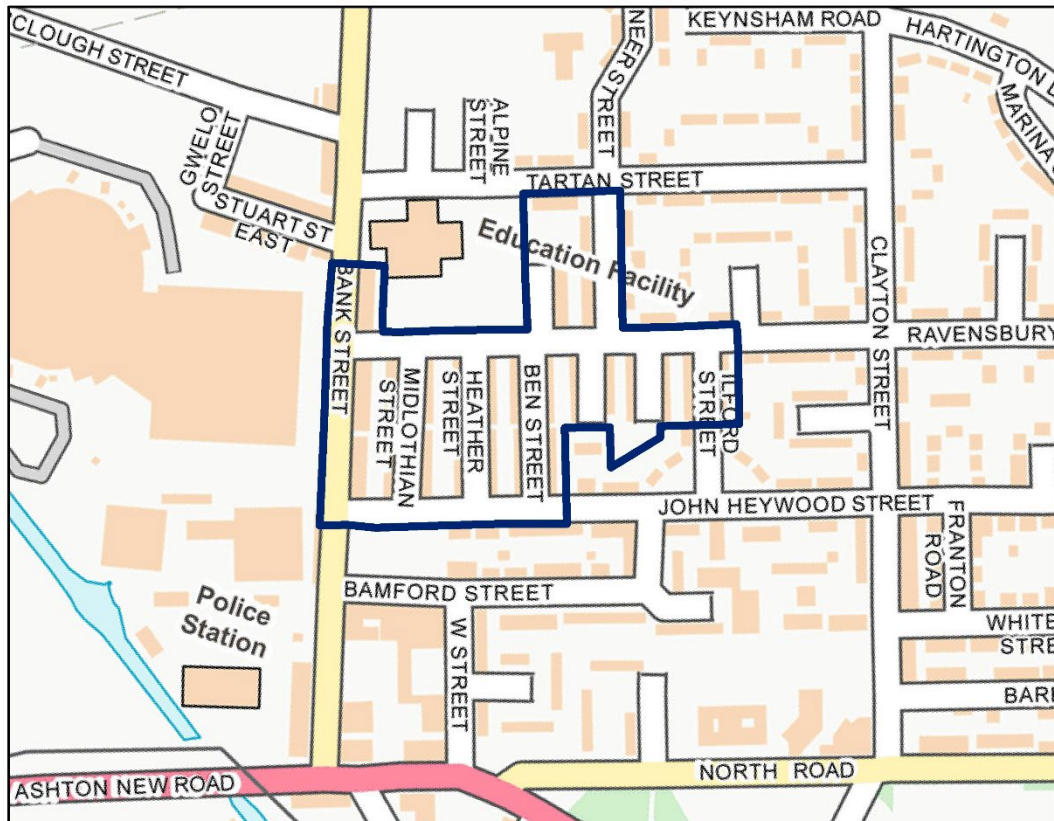 KEYNSHAM ROAD
CLOUGH STREET
NEER STREET
HARTINGTON D
MARINA
ALPINE
STREET
GWELO
STREET
TARTAN STREET
STUART ST
EAST
Education Facility
CLAYTON STREET
BANK STREET
RAVENSBURY
MIDLOTHIAN
STREET
HEATHER
STREET
BEN STREET
ILFORD
STREET
JOHN HEYWOOD STREET
FRANTON
ROAD
BAMFORD STREET
Police
Station
W STREET
WHITE
STRE
BARR
NORTH ROAD
ASHTON NEW ROAD